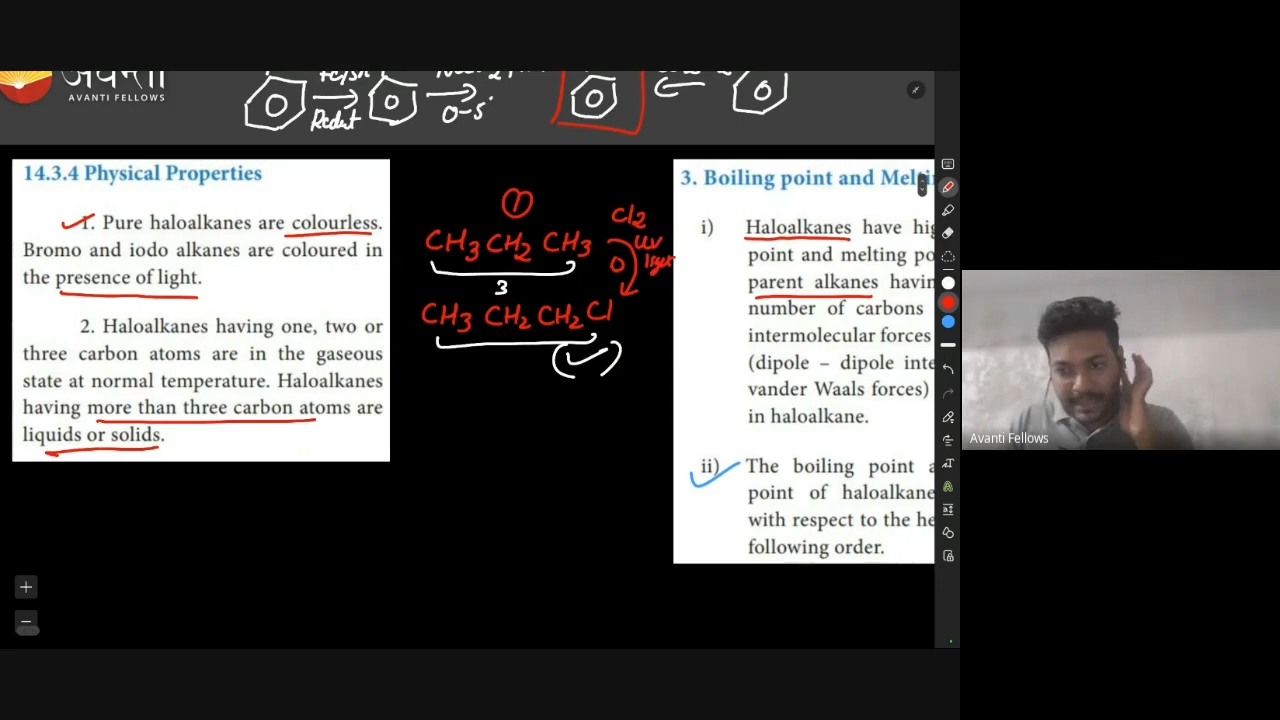 अवन्ती
AVANTI FELLOWS
Redut
O-S
14.3.4 Physical Properties
1. Pure haloalkanes are colourless.
Bromo and iodo alkanes are coloured in
the presence of light.
2. Haloalkanes having one, two or
three carbon atoms are in the gaseous
state at normal temperature. Haloalkanes
having more than three carbon atoms are
liquids or solids.
1
CH3 CH2 CH3
Cl2
UV
light
3
CH3 CH2 CH2 Cl
3. Boiling point and Melti
i) Haloalkanes have hig
point and melting po
parent alkanes havin
number of carbons
intermolecular forces
(dipole – dipole inte
vander Waals forces)
in haloalkane.
ii) The boiling point a
point of haloalkane
with respect to the he
following order.
Avanti Fellows